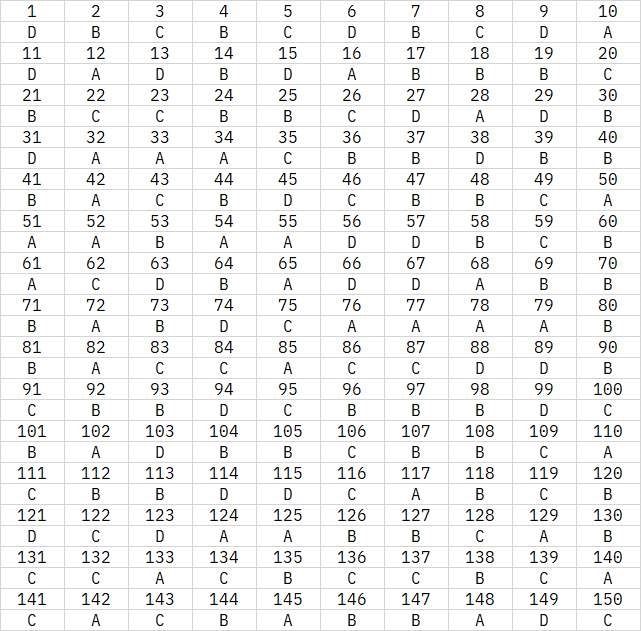 1 2 3 4 5 6 7 8 9 10
D B C B C D B C D A
11 12 13 14 15 16 17 18 19 20
D A D B D A B B B C
21 22 23 24 25 26 27 28 29 30
B C C B B C D A D B
31 32 33 34 35 36 37 38 39 40
D A A A C B B D B B
41 42 43 44 45 46 47 48 49 50
B A C B D C B B C A
51 52 53 54 55 56 57 58 59 60
A A B A A D D B C B
61 62 63 64 65 66 67 68 69 70
A C D B A D D A B B
71 72 73 74 75 76 77 78 79 80
B A B D C A A A A B
81 82 83 84 85 86 87 88 89 90
B A C C A C C D D B
91 92 93 94 95 96 97 98 99 100
C B B D C B B B D C
101 102 103 104 105 106 107 108 109 110
B A D B B C B B C A
111 112 113 114 115 116 117 118 119 120
C B B D D C A B C B
121 122 123 124 125 126 127 128 129 130
D C D A A B B C A B
131 132 133 134 135 136 137 138 139 140
C C A C B C C B C A
141 142 143 144 145 146 147 148 149 150
C A C B A B B A D C